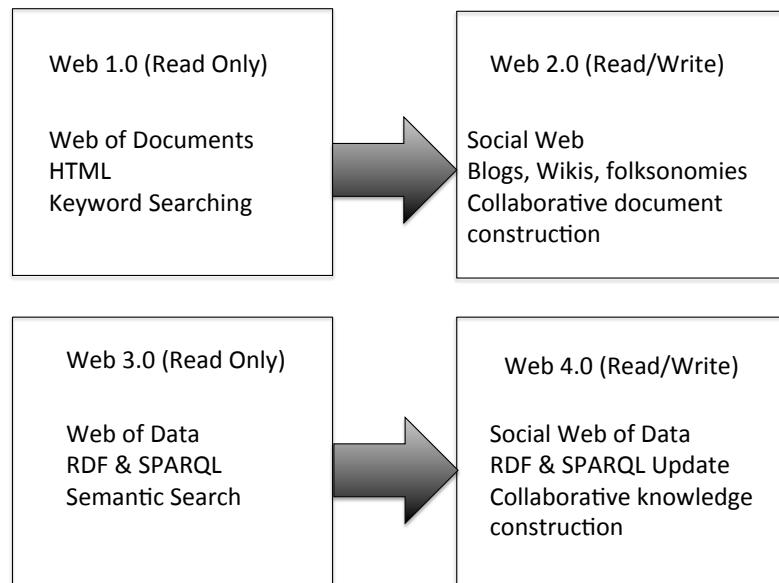 Web 1.0 (Read Only)
Web of Documents
HTML
Keyword Searching
Web 2.0 (Read/Write)
Social Web
Blogs, Wikis, folksonomies
Collaborative document
construction
Web 3.0 (Read Only)
Web of Data
RDF & SPARQL
Semantic Search
Web 4.0 (Read/Write)
Social Web of Data
RDF & SPARQL Update
Collaborative knowledge
construction